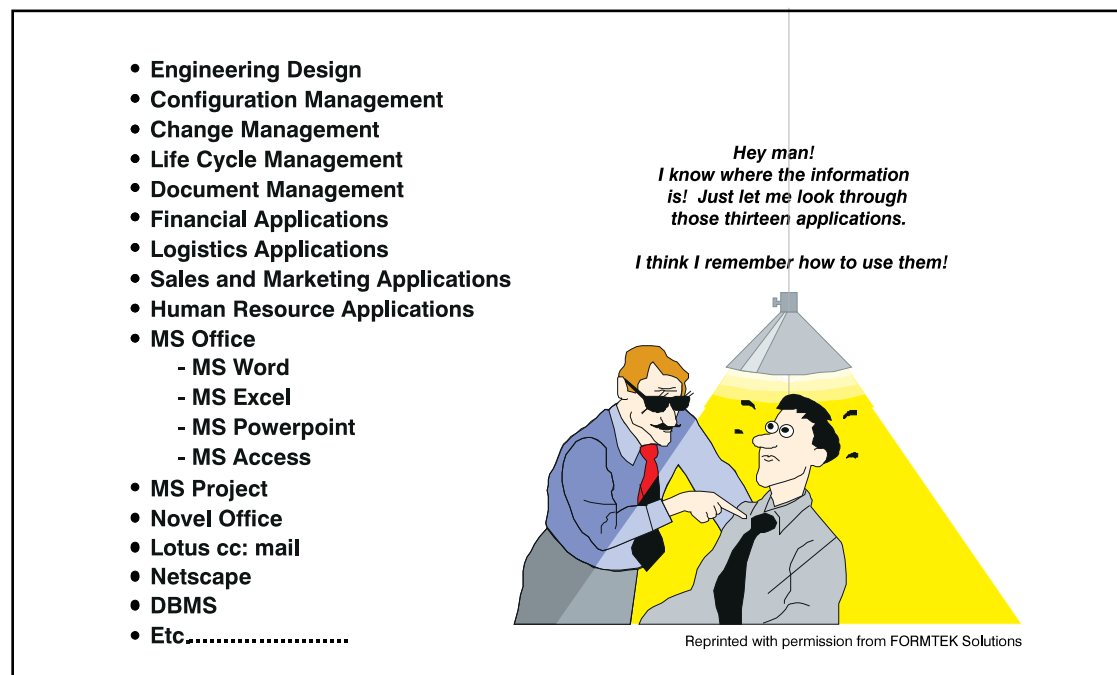 • Engineering Design
• Configuration Management
• Change Management
• Life Cycle Management
• Document Management
• Financial Applications
• Logistics Applications
• Sales and Marketing Applications
• Human Resource Applications
• MS Office
- MS Word
- MS Excel
- MS Powerpoint
- MS Access
• MS Project
• Novel Office
• Lotus cc: mail
• Netscape
• DBMS
• Etc.....................
Hey man!
I know where the information
is! Just let me look through
those thirteen applications.
I think I remember how to use them!
Reprinted with permission from FORMTEK Solutions